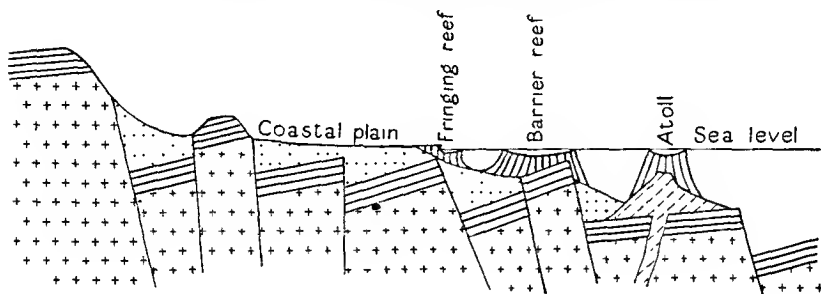 Coastal plain
Fringing reef
Barrier reef
Atoll
Sea level